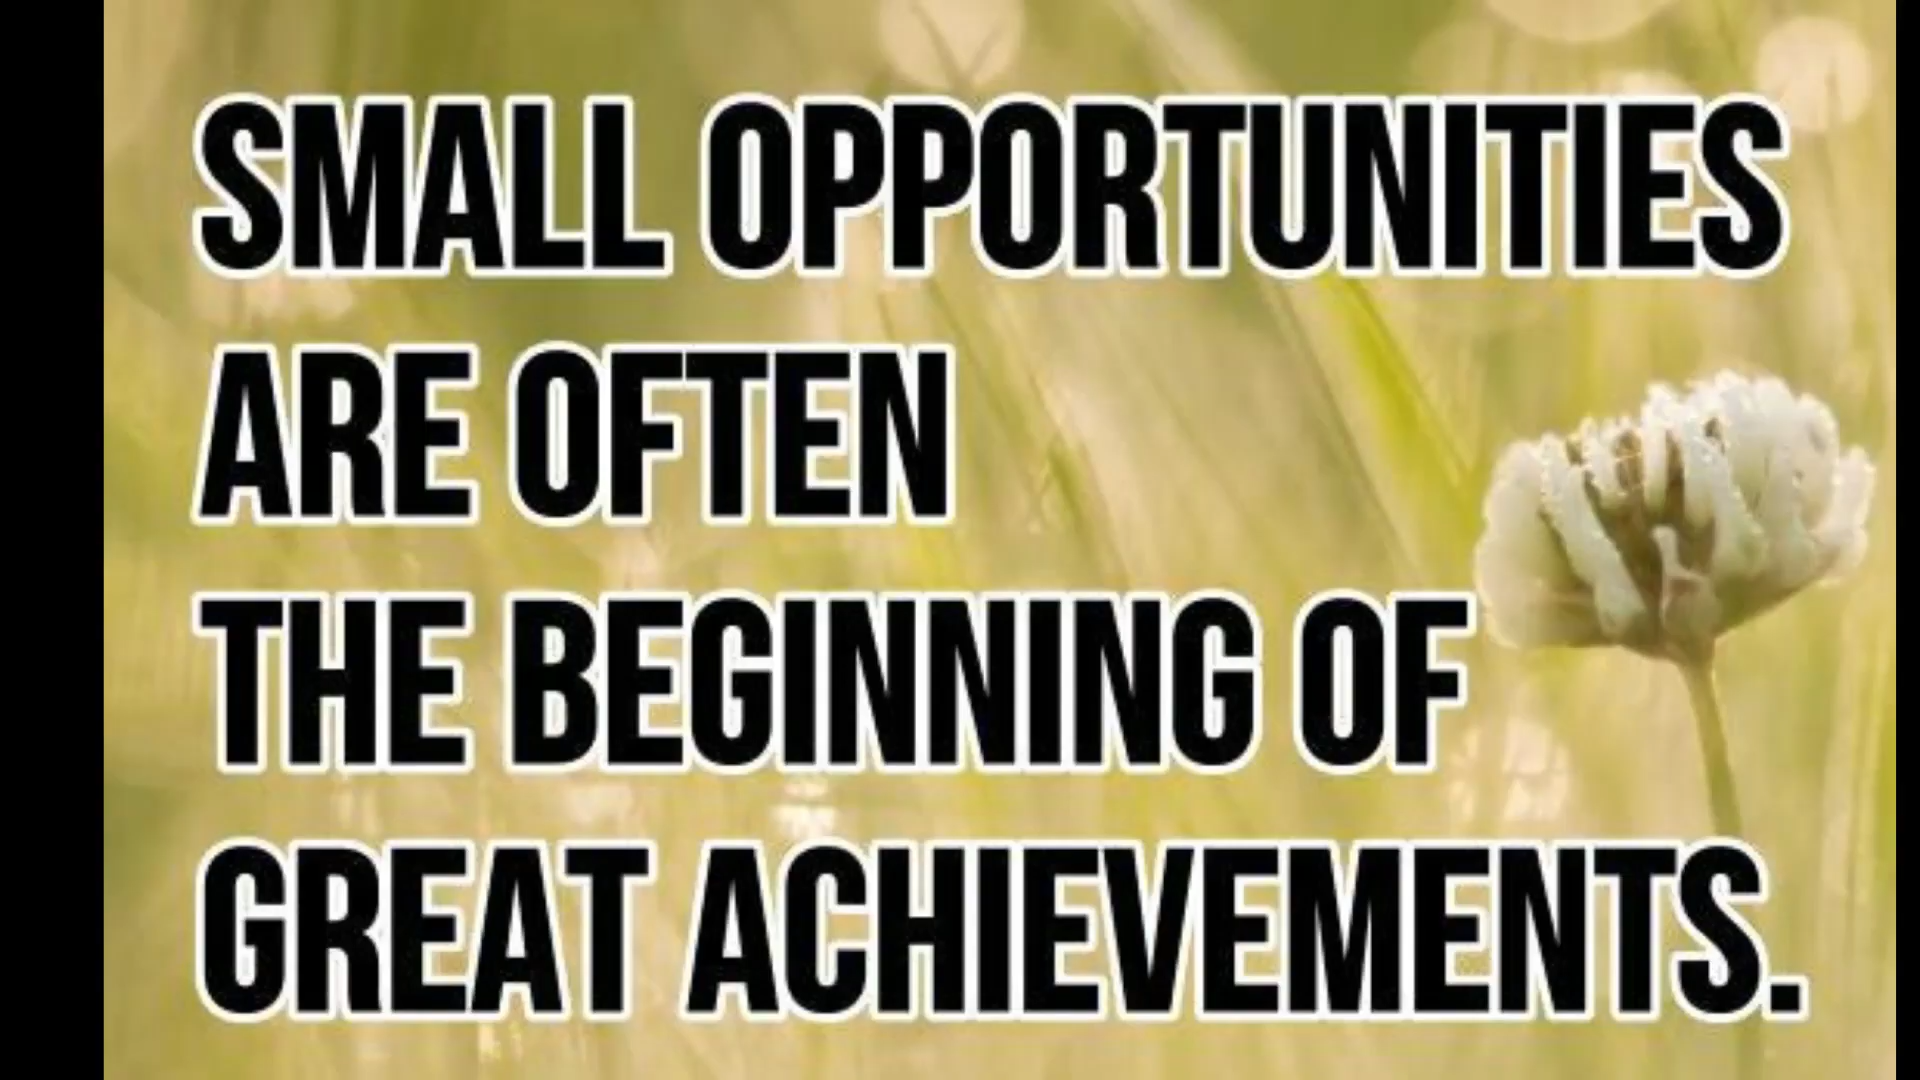 SMALL OPPORTUNITIES
ARE OFTEN
THE BEGINNING OF
GREAT ACHIEVEMENTS.